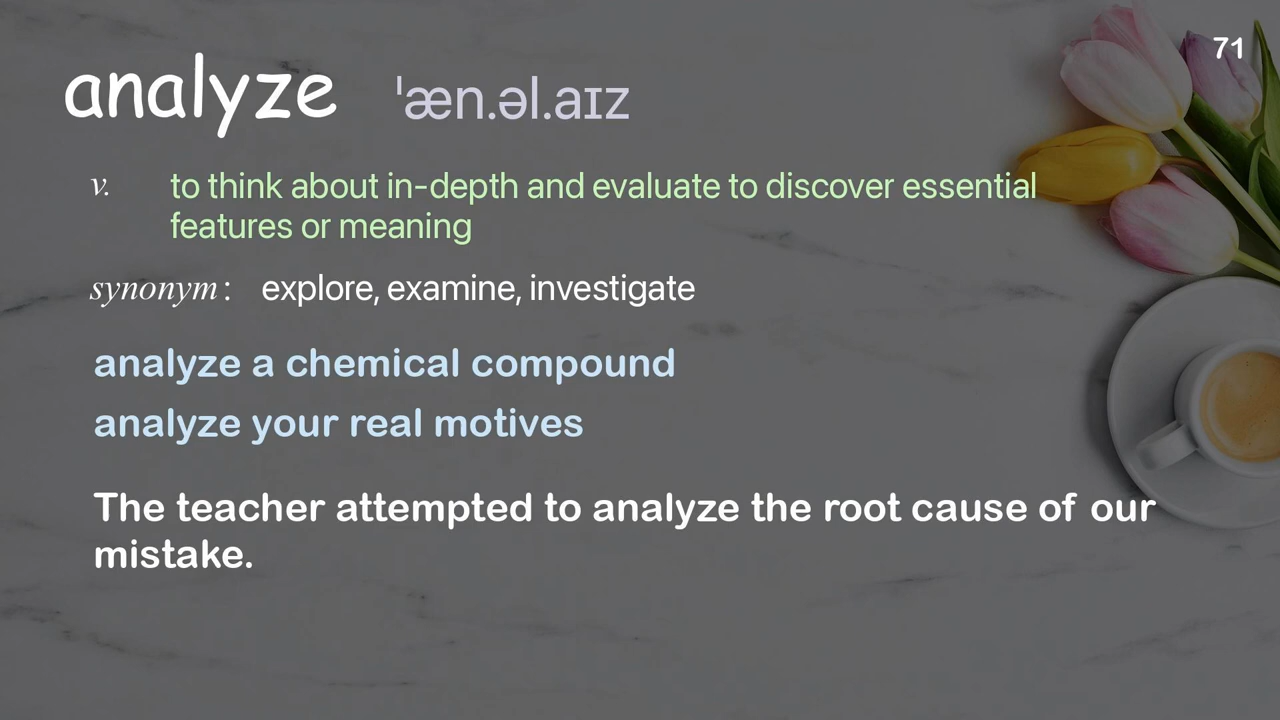 71
analyze ˈæn.əl.aɪz
v. to think about in-depth and evaluate to discover essential
features or meaning
synonym : explore, examine, investigate
analyze a chemical compound
analyze your real motives
The teacher attempted to analyze the root cause of our
mistake.